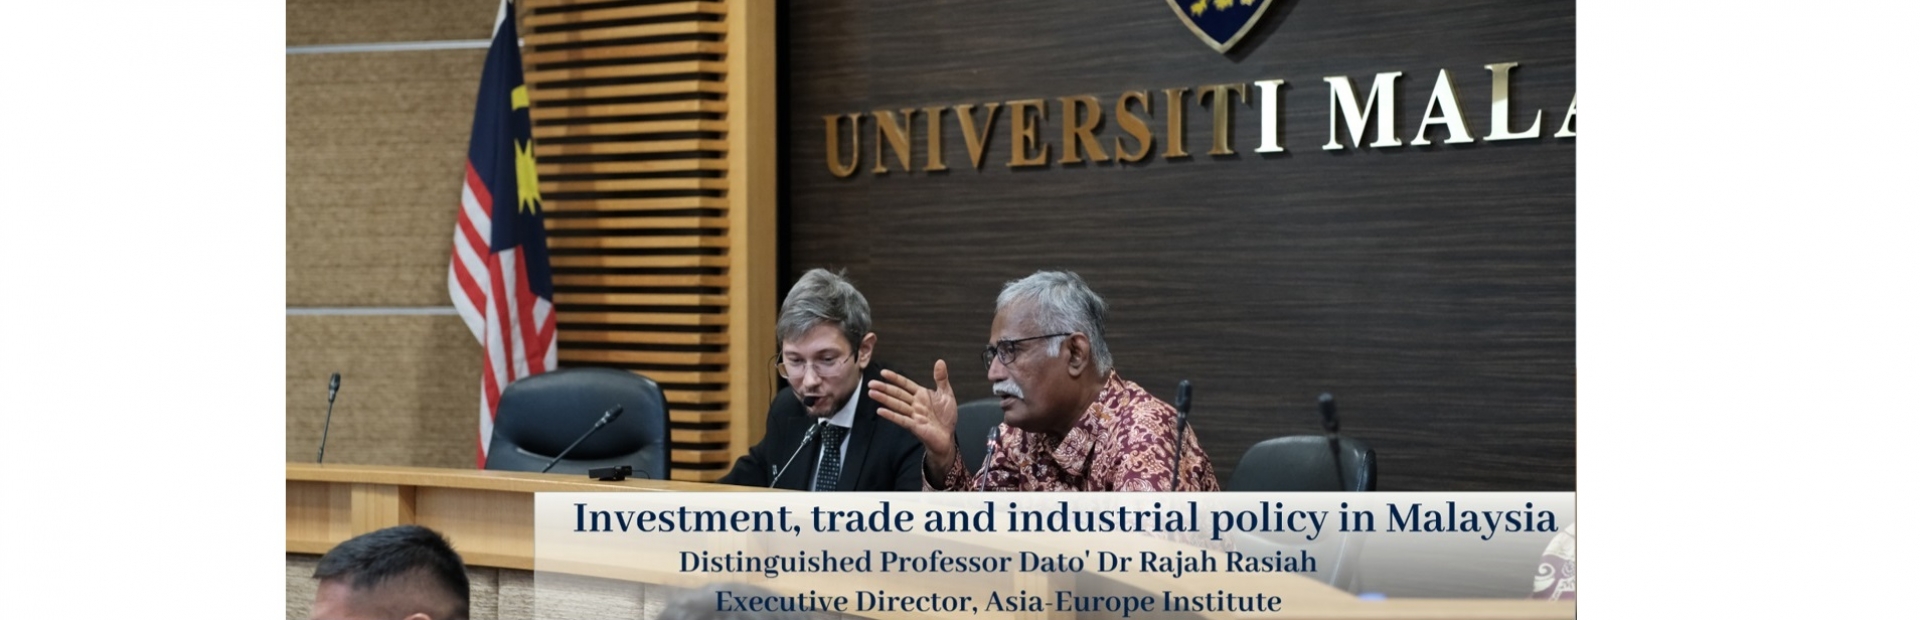 UNIVERSITI MALA
Investment, trade and industrial policy in Malaysia
Distinguished Professor Dato' Dr Rajah Rasiah
Executive Director, Asia-Europe Institute